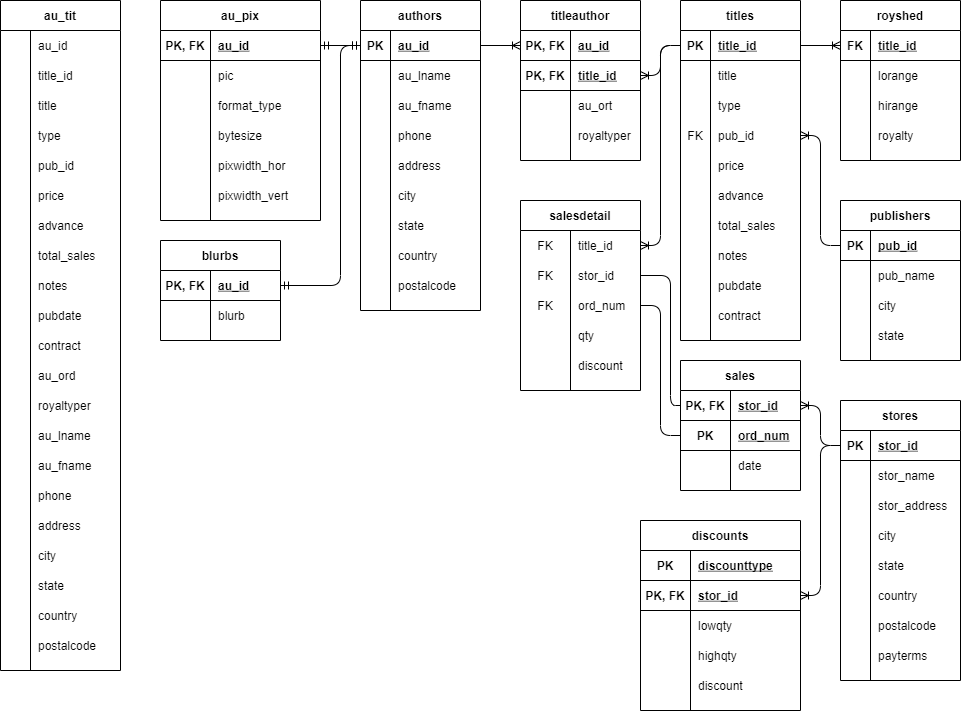 au_tit
au_id
title_id
title
type
pub_id
price
advance
total_sales
notes
pubdate
contract
au_ord
royaltyper
au_lname
au_fname
phone
address
city
state
country
postalcode
au_pix
PK, FK au_id
pic
format_type
bytesize
pixwidth_hor
pixwidth_vert
blurbs
PK, FK au_id
blurb
authors
PK au_id
au_lname
au_fname
phone
address
city
state
country
postalcode
titleauthor
PK, FK au_id
PK, FK title_id
au_ort
royaltyper
salesdetail
FK title_id
FK stor_id
FK ord_num
qty
discount
titles
PK title_id
title
type
FK pub_id
price
advance
total_sales
notes
pubdate
contract
sales
PK, FK stor_id
PK ord_num
date
discounts
PK discounttype
PK, FK stor_id
lowqty
highqty
discount
royshed
FK title_id
lorange
hirange
royalty
publishers
PK pub_id
pub_name
city
state
stores
PK stor_id
stor_name
stor_address
city
state
country
postalcode
payterms